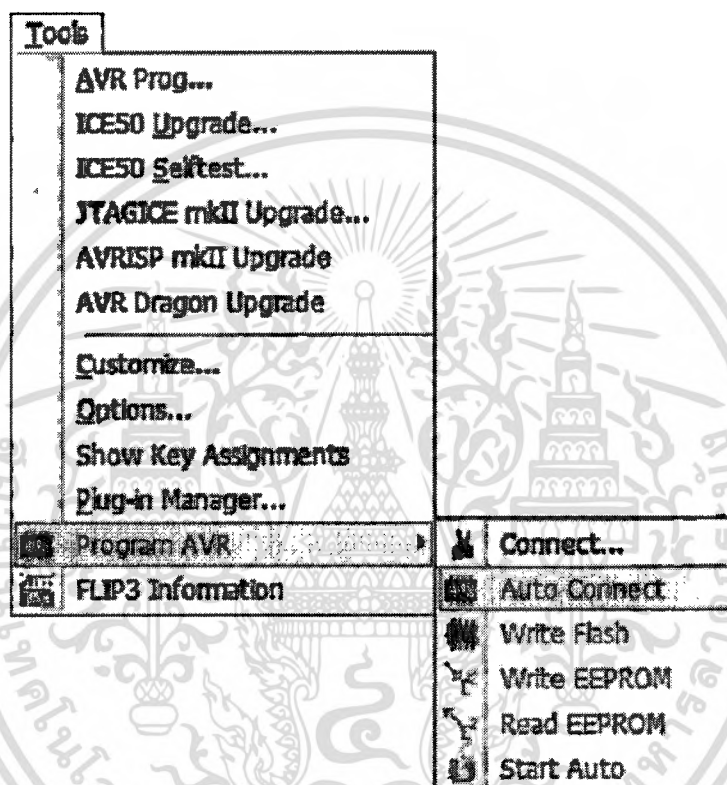 Tools
AVR Prog...
ICE50 Upgrade...
ICE50 Selftest...
JTAGICE mkII Upgrade...
AVRISP mkII Upgrade
AVR Dragon Upgrade
Customize...
Options...
Show Key Assignments
Plug-in Manager...
Program AVR
FLIP3 Information
Connect...
Auto Connect
Write Flash
Write EEPROM
Read EEPROM
Start Auto